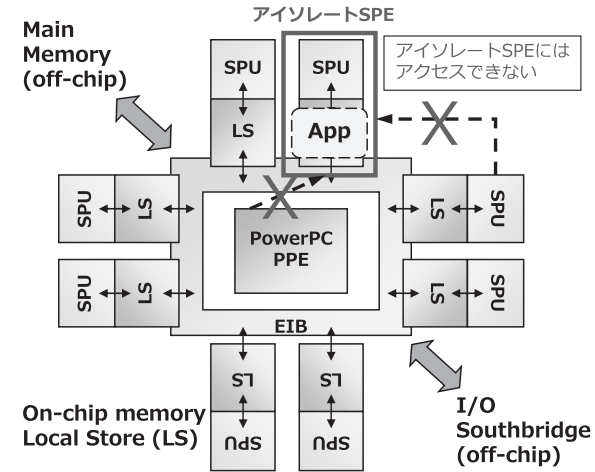 アイソレートSPE
Main
Memory
(off-chip)
SPU
SPU
アイソレートSPEには
アクセスできない
LS
App
SPU
LS
LS
SPU
PowerPC
PPE
SPU
LS
LS
SPU
EIB
LS
LS
On-chip memory
Local Store (LS)
SPU
SPU
I/O
Southbridge
(off-chip)